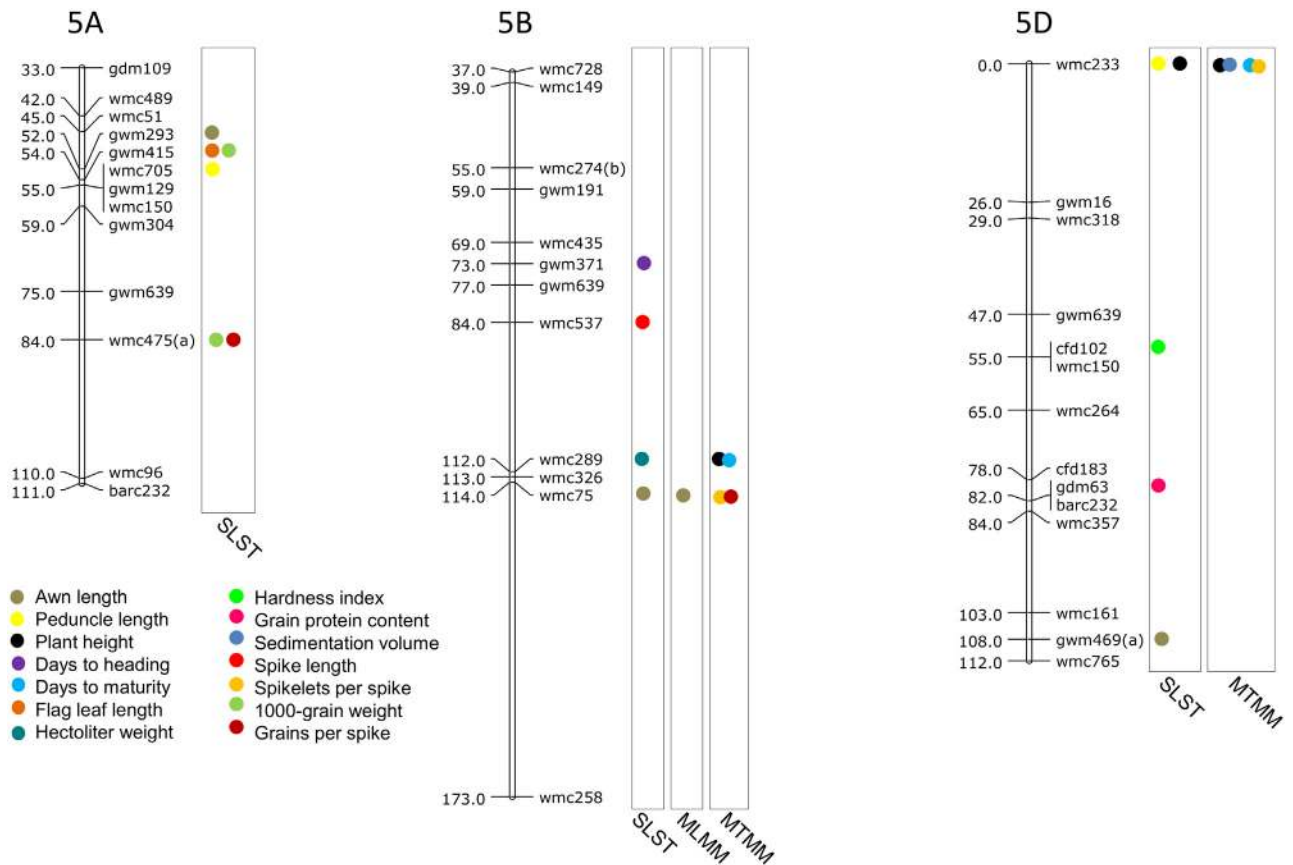 5A
33.0 gdm109
42.0 wmc489
45.0 wmc51
52.0 gwm293
54.0 gwm415
wmc705
55.0 gwm129
wmc150
59.0 gwm304
75.0 gwm639
84.0 wmc475(a)
110.0 wmc96
111.0 barc232
SLST
5B
37.0 wmc728
39.0 wmc149
55.0 wmc274(b)
59.0 gwm191
69.0 wmc435
73.0 gwm371
77.0 gwm639
84.0 wmc537
112.0 wmc289
113.0 wmc326
114.0 wmc75
173.0 wmc258
SLST MLMM MTMM
5D
0.0 wmc233
26.0 gwm16
29.0 wmc318
47.0 gwm639
cfd102
55.0 wmc150
65.0 wmc264
78.0 cfd183
gdm63
82.0 barc232
84.0 wmc357
103.0 wmc161
108.0 gwm469(a)
112.0 wmc765
SLST MTMM
Awn length
Peduncle length
Plant height
Days to heading
Days to maturity
Flag leaf length
Hectoliter weight
Hardness index
Grain protein content
Sedimentation volume
Spike length
Spikelets per spike
1000-grain weight
Grains per spike